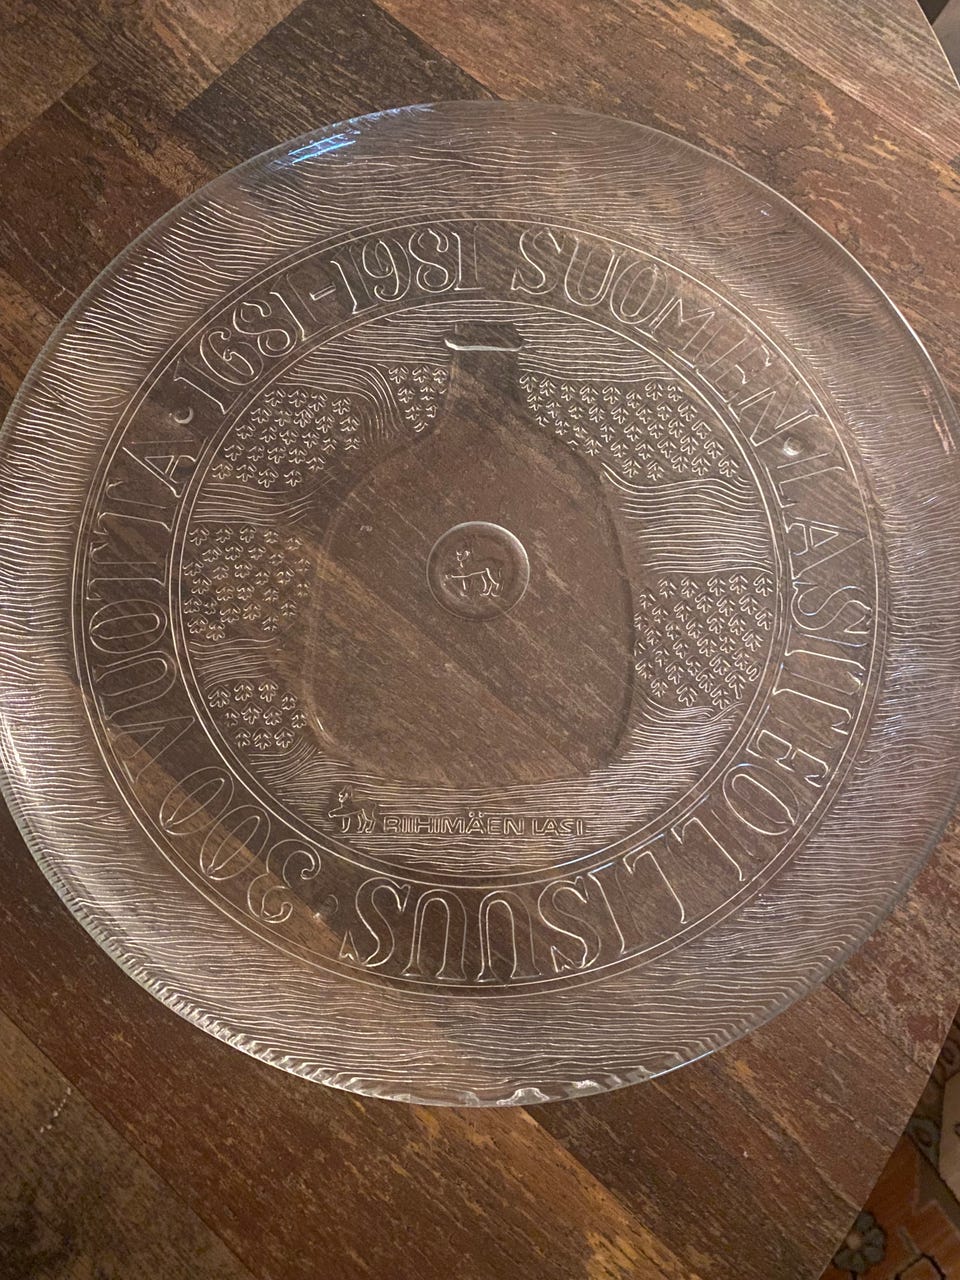 SUOMEN · LASITEOLLISUUS · 300 VUOTTA · 1681-1981
RIIHIMÄEN LASI